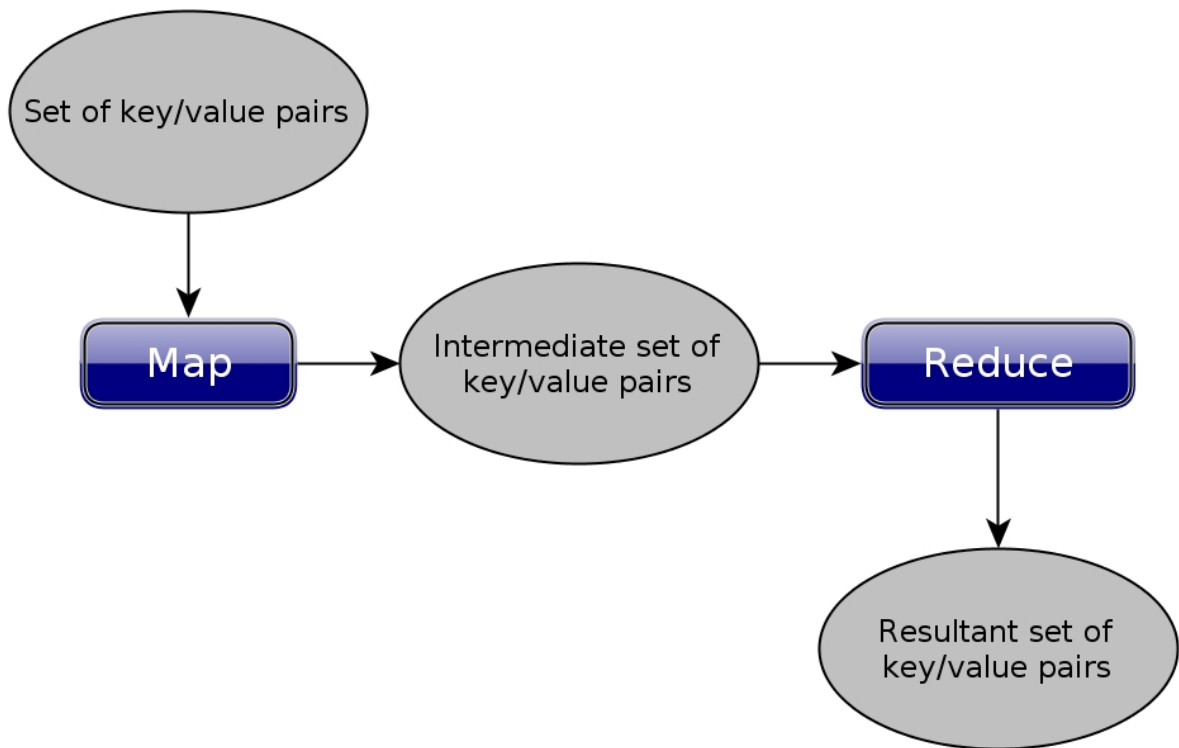 Set of key/value pairs
Map
Intermediate set of
key/value pairs
Reduce
Resultant set of
key/value pairs